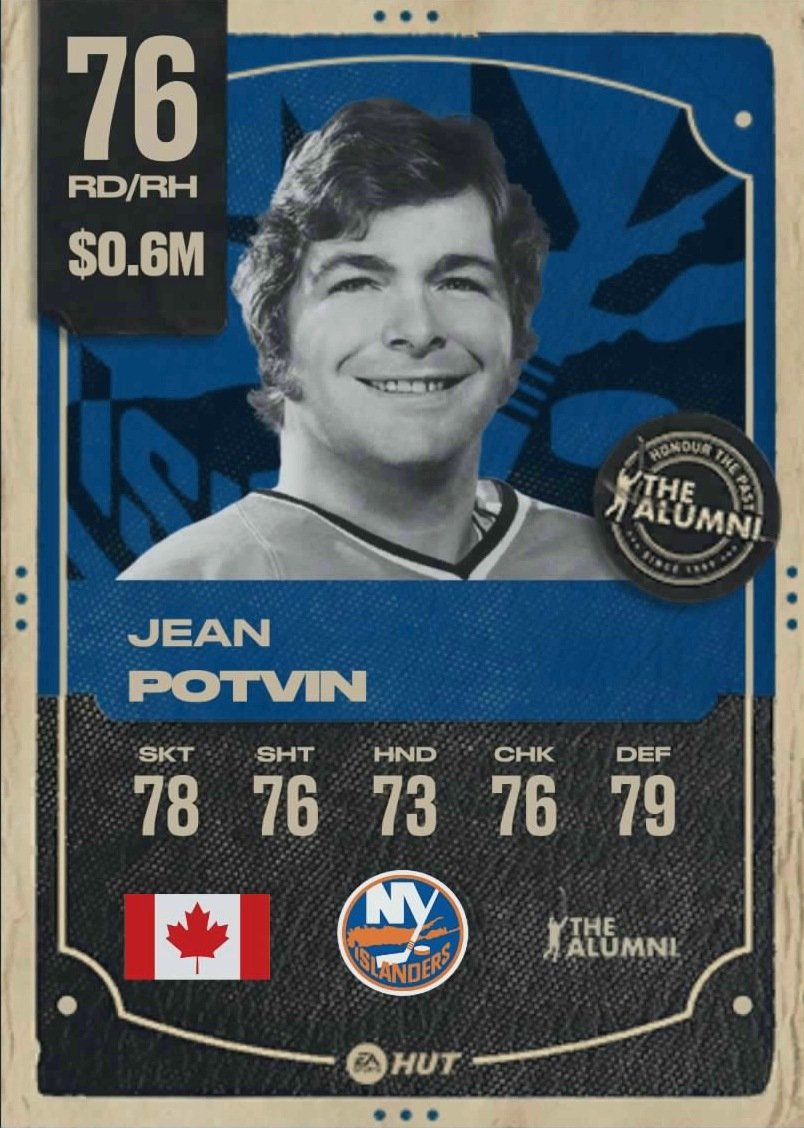 76
RD/RH
$0.6M
HONOUR THE PAST
THE
ALUMNI
JEAN
POTVIN
SKT SHT HND CHK DEF
78 76 73 76 79
NY
ISLANDERS
THE
ALUMNI
EA HUT